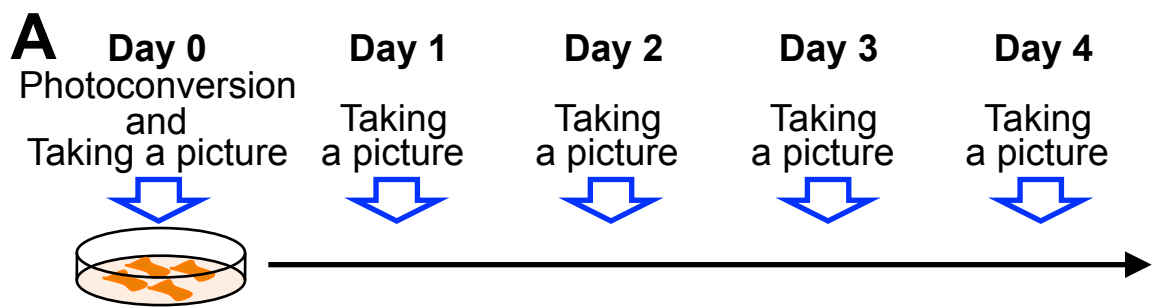 A
Day 0 Day 1 Day 2 Day 3 Day 4
Photoconversion
and
Taking a picture
Taking
a picture
Taking
a picture
Taking
a picture
Taking
a picture